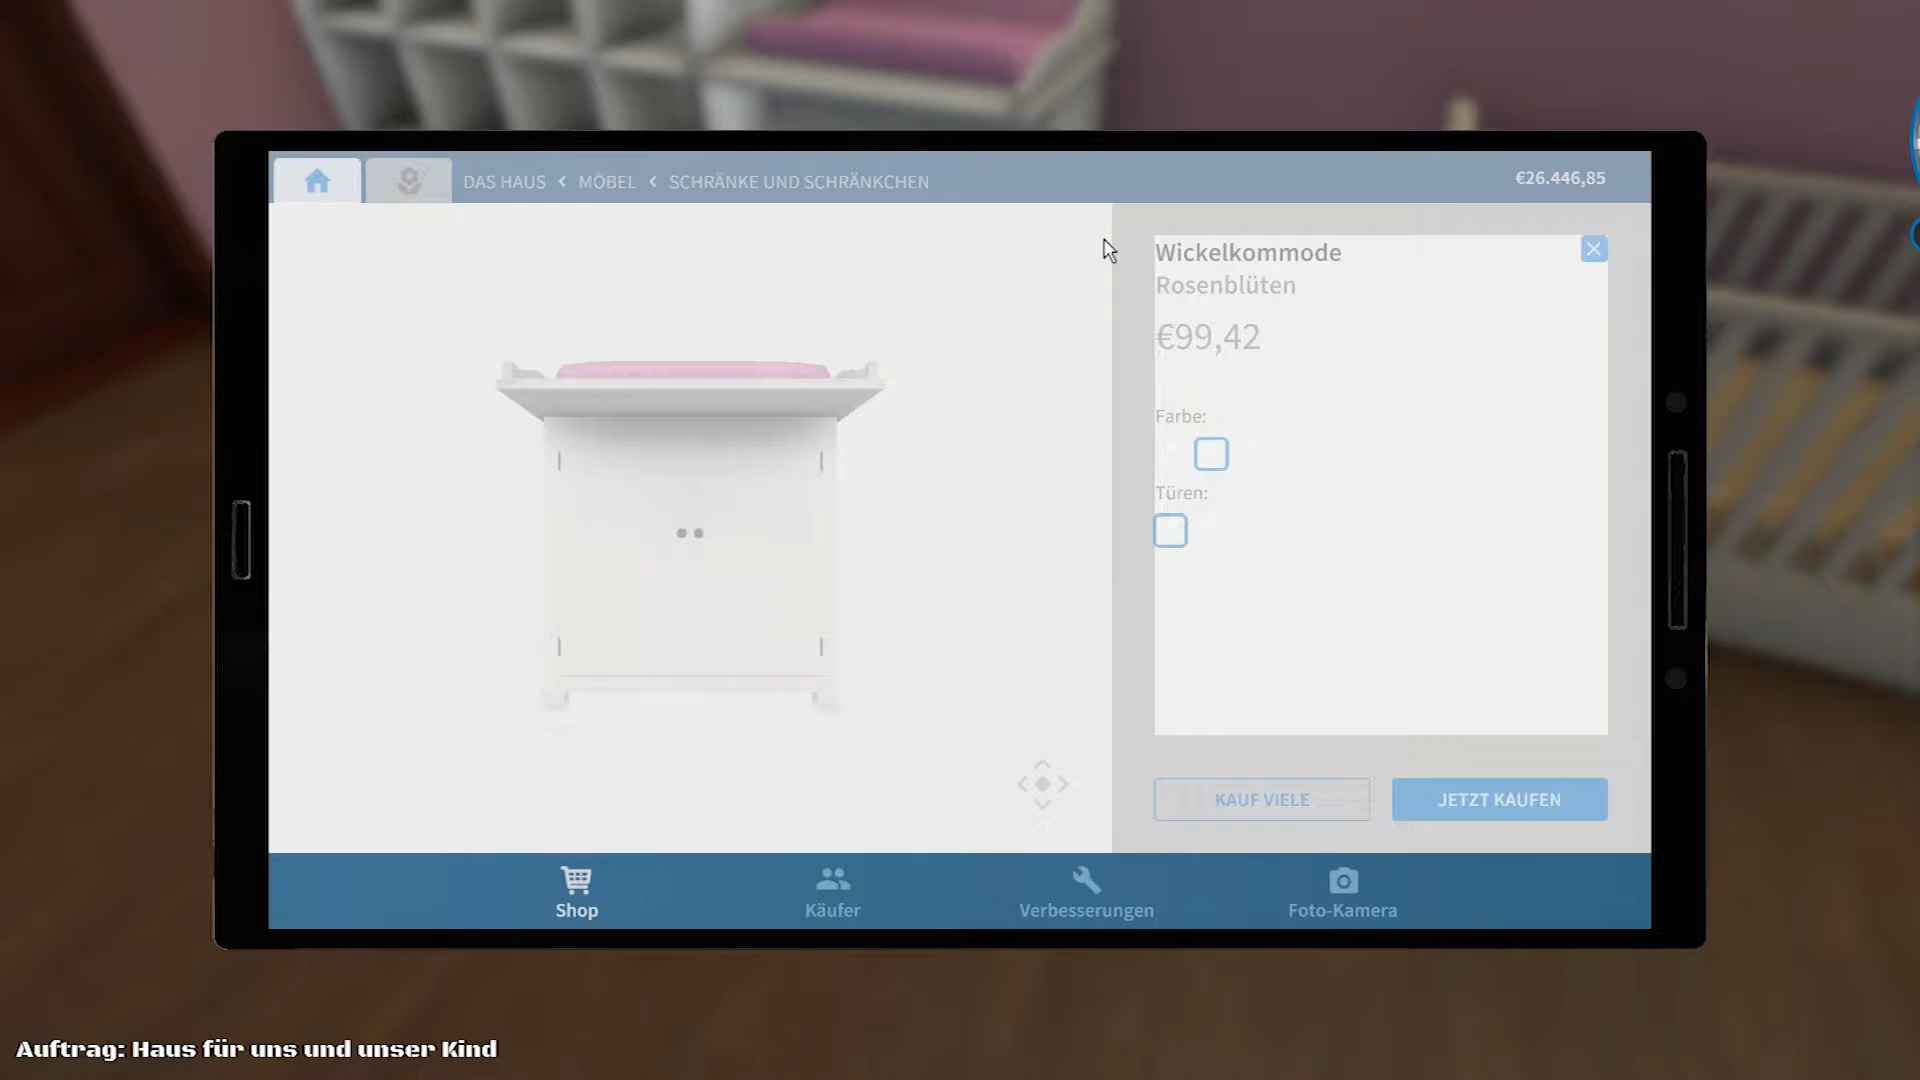 DAS HAUS < MÖBEL < SCHRÄNKE UND SCHRÄNKCHEN
€26.446,85
Wickelkommode
Rosenblüten
€99,42
Farbe:
Türen:
KAUF VIELE
JETZT KAUFEN
Shop
Käufer
Verbesserungen
Foto-Kamera
Auftrag: Haus für uns und unser Kind